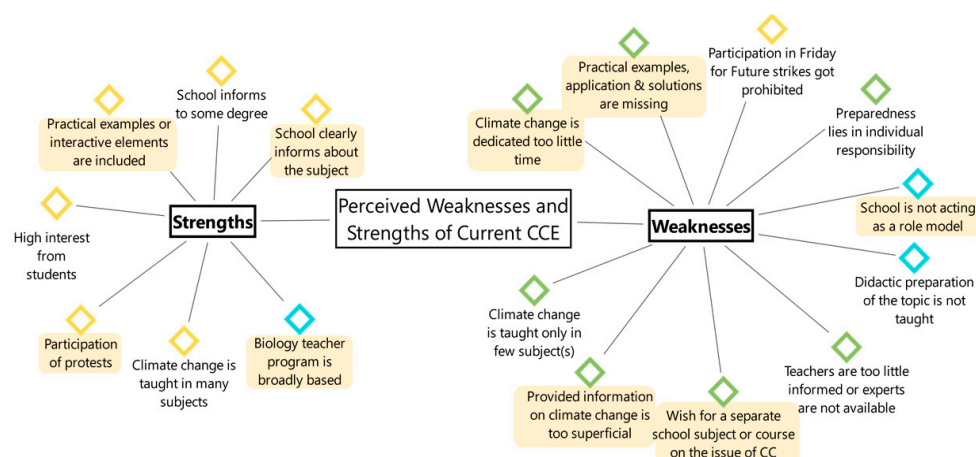 Perceived Weaknesses and
Strengths of Current CCE
Strengths
School informs
to some degree
Practical examples or
interactive elements
are included
School clearly
informs about
the subject
High interest
from
students
Participation
of protests
Climate change is
taught in many
subjects
Biology teacher
program is
broadly based
Weaknesses
Climate change is
dedicated too little
time
Practical examples,
application & solutions
are missing
Participation in Friday
for Future strikes got
prohibited
Preparedness
lies in individual
responsibility
School is not acting
as a role model
Didactic preparation
of the topic is not
taught
Teachers are too little
informed or experts
are not available
Wish for a separate
school subject or course
on the issue of CC
Provided information
on climate change is
too superficial
Climate change
is taught only in
few subject(s)